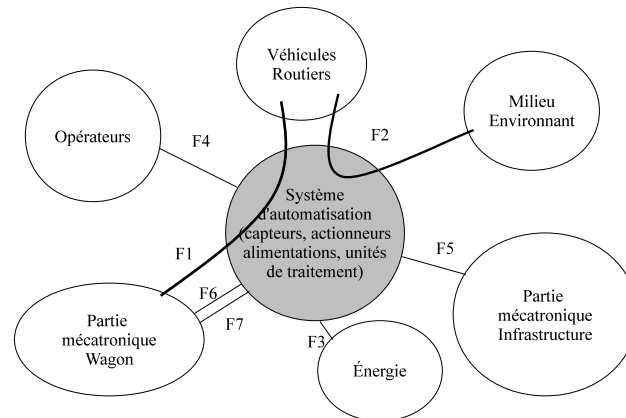 Véhicules
Routiers
Milieu
Environnant
Opérateurs
F2
F4
Système
d'automatisation
(capteurs, actionneurs
alimentations, unités
de traitement)
F1
F5
F6
F7
Partie
mécatronique
Wagon
Partie
mécatronique
Infrastructure
F3
Énergie